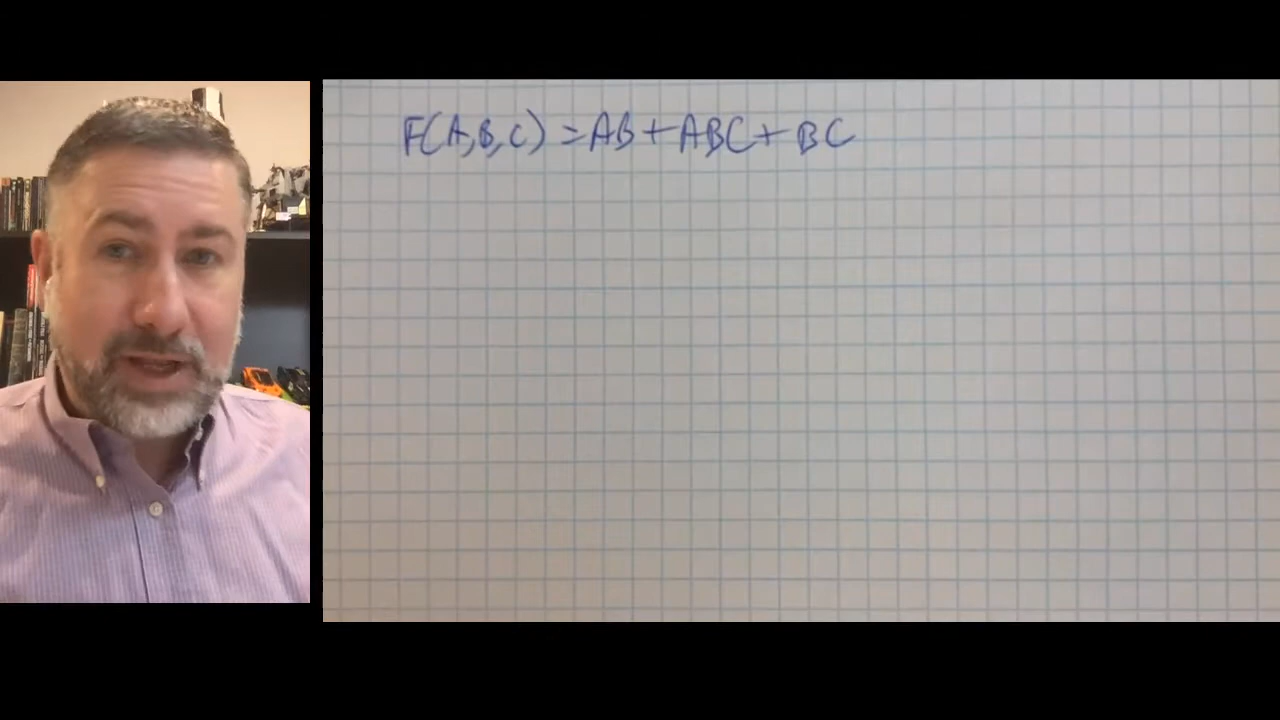 F(A,B,C) = AB + ABC + BC